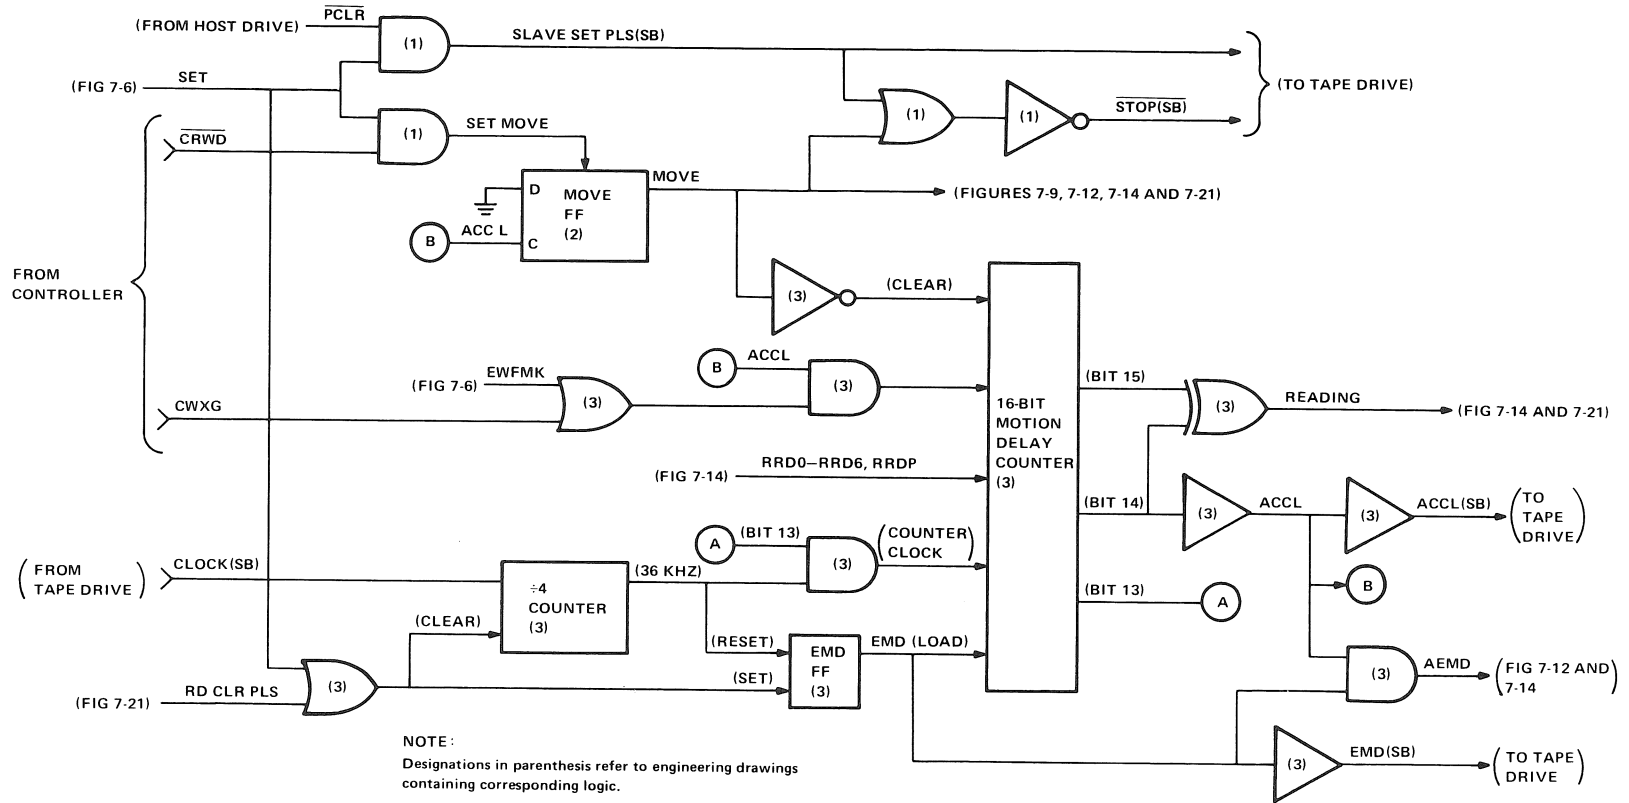 (FROM HOST DRIVE)
PCLR
(1)
SLAVE SET PLS(SB)
(TO TAPE DRIVE)
(FIG 7-6)
SET
(1)
(1)
STOP(SB)
CRWD
(1)
SET MOVE
D
MOVE
FF
(2)
C
MOVE
(FIGURES 7-9, 7-12, 7-14 AND 7-21)
B
ACC L
FROM
CONTROLLER
(3)
(CLEAR)
B
ACCL
(FIG 7-6)
EWFMK
(3)
(3)
CWXG
16-BIT
MOTION
DELAY
COUNTER
(3)
(BIT 15)
(3)
READING
(FIG 7-14 AND 7-21)
(FIG 7-14)
RRD0–RRD6, RRDP
(BIT 14)
(3)
ACCL
(3)
ACCL(SB)
(TO
TAPE
DRIVE)
A
(BIT 13)
(3)
(COUNTER
CLOCK)
B
(FROM
TAPE DRIVE)
CLOCK(SB)
÷4
COUNTER
(3)
(36 KHZ)
(BIT 13)
A
(CLEAR)
(RESET)
(SET)
EMD
FF
(3)
EMD (LOAD)
(3)
AEMD
(FIG 7-12 AND
7-14)
(FIG 7-21)
RD CLR PLS
(3)
(3)
EMD(SB)
(TO TAPE
DRIVE)
NOTE:
Designations in parenthesis refer to engineering drawings
containing corresponding logic.